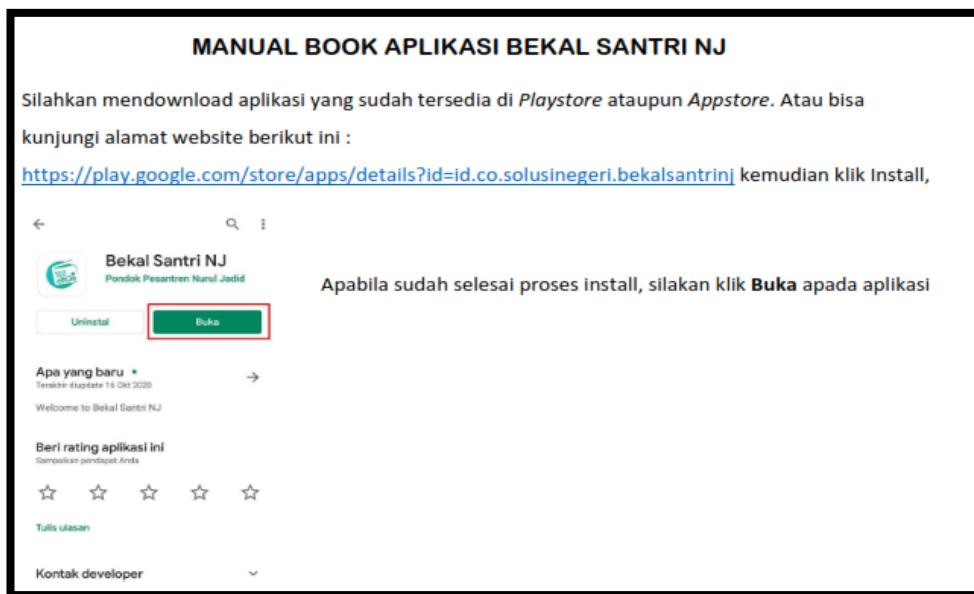 MANUAL BOOK APLIKASI BEKAL SANTRI NJ
Silahkan mendownload aplikasi yang sudah tersedia di Playstore ataupun Appstore. Atau bisa
kunjungi alamat website berikut ini :
https://play.google.com/store/apps/details?id=id.co.solusinegeri.bekalsantrinj kemudian klik Install,
Bekal Santri NJ
Pondok Pesantren Nurul Jadid
Uninstal
Buka
Apabila sudah selesai proses install, silakan klik Buka apada aplikasi
Apa yang baru •
Terakhir diupdate 16 Okt 2020
Welcome to Bekal Santri NJ
Beri rating aplikasi ini
Sampaikan pendapat Anda
Tulis ulasan
Kontak developer